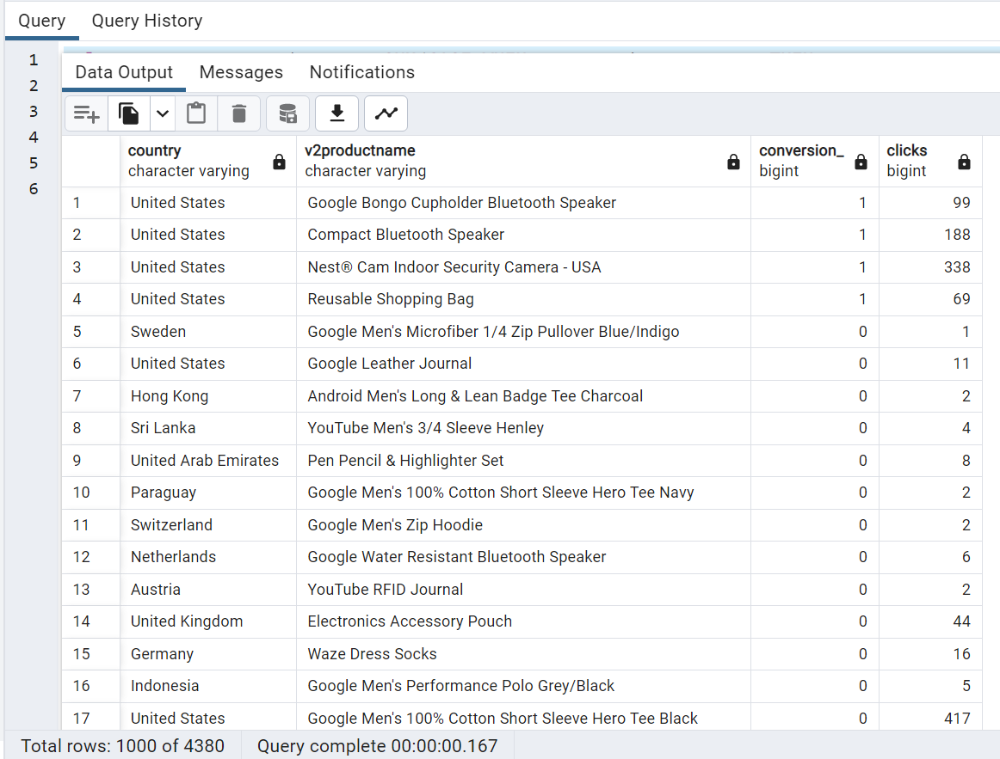 Query Query History
1
2
3
4
5
6
Data Output Messages Notifications
country v2productname conversion_ clicks
character varying character varying bigint bigint
1 United States Google Bongo Cupholder Bluetooth Speaker 1 99
2 United States Compact Bluetooth Speaker 1 188
3 United States Nest® Cam Indoor Security Camera - USA 1 338
4 United States Reusable Shopping Bag 1 69
5 Sweden Google Men's Microfiber 1/4 Zip Pullover Blue/Indigo 0 1
6 United States Google Leather Journal 0 11
7 Hong Kong Android Men's Long & Lean Badge Tee Charcoal 0 2
8 Sri Lanka YouTube Men's 3/4 Sleeve Henley 0 4
9 United Arab Emirates Pen Pencil & Highlighter Set 0 8
10 Paraguay Google Men's 100% Cotton Short Sleeve Hero Tee Navy 0 2
11 Switzerland Google Men's Zip Hoodie 0 2
12 Netherlands Google Water Resistant Bluetooth Speaker 0 6
13 Austria YouTube RFID Journal 0 2
14 United Kingdom Electronics Accessory Pouch 0 44
15 Germany Waze Dress Socks 0 16
16 Indonesia Google Men's Performance Polo Grey/Black 0 5
17 United States Google Men's 100% Cotton Short Sleeve Hero Tee Black 0 417
Total rows: 1000 of 4380 Query complete 00:00:00.167